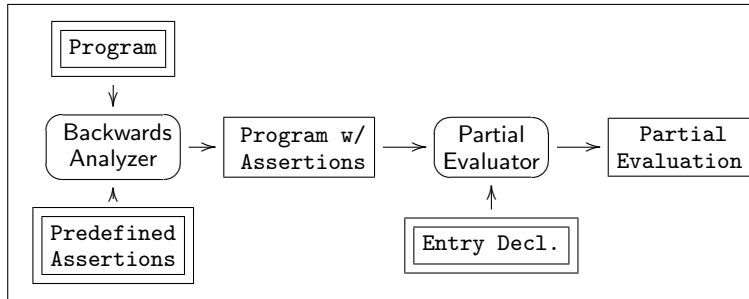 Program
Backwards
Analyzer
Program w/
Assertions
Partial
Evaluator
Partial
Evaluation
Predefined
Assertions
Entry Decl.